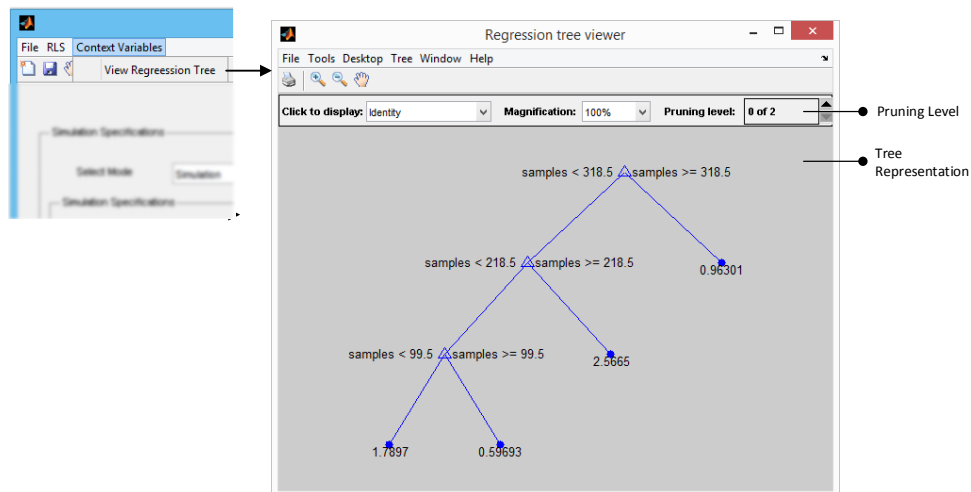 File RLS Context Variables
View Regreession Tree
Simulation Specifications
Select Mode
Simulation
Simulation Specifications
Regression tree viewer
File Tools Desktop Tree Window Help
Click to display: Identity Magnification: 100% Pruning level: 0 of 2
Pruning Level
Tree
Representation
samples < 318.5 samples >= 318.5
samples < 218.5 samples >= 218.5
0.96301
samples < 99.5 samples >= 99.5
2.5665
1.7897
0.59693